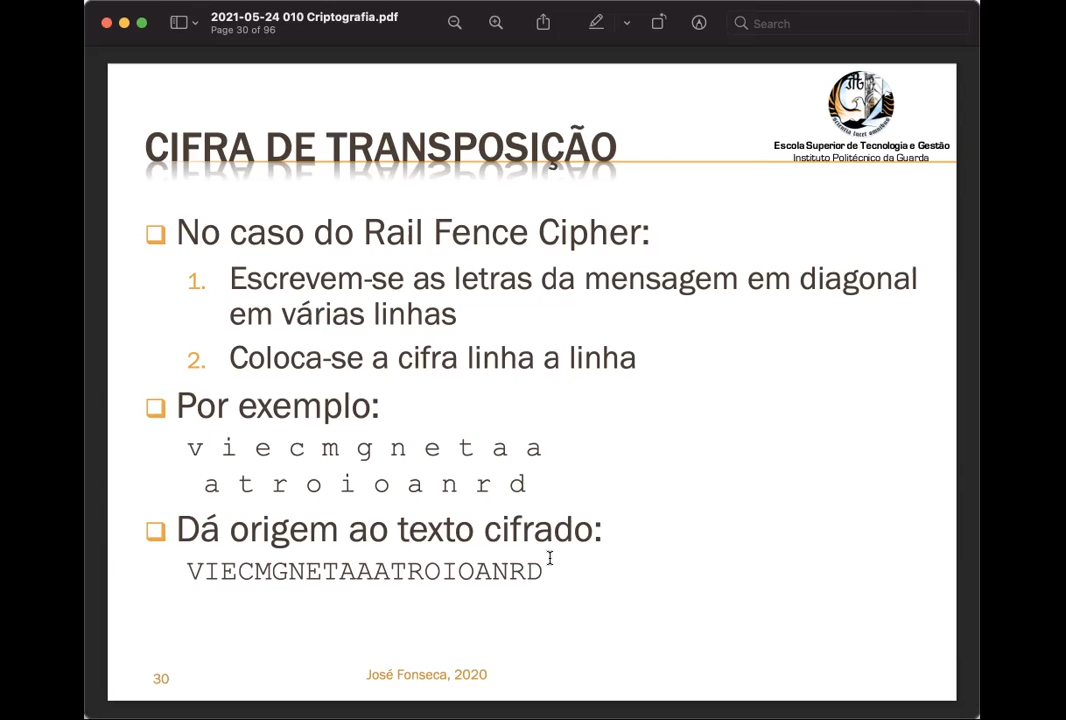 2021-05-24 010 Criptografia.pdf
Page 30 of 96
Search
Escola Superior de Tecnologia e Gestão
Instituto Politécnico da Guarda
CIFRA DE TRANSPOSIÇÃO
No caso do Rail Fence Cipher:
1. Escrevem-se as letras da mensagem em diagonal
em várias linhas
2. Coloca-se a cifra linha a linha
Por exemplo:
v i e c m g n e t a a
a t r o i o a n r d
Dá origem ao texto cifrado:
VIECMGNETAAATROIOANRD
30
José Fonseca, 2020